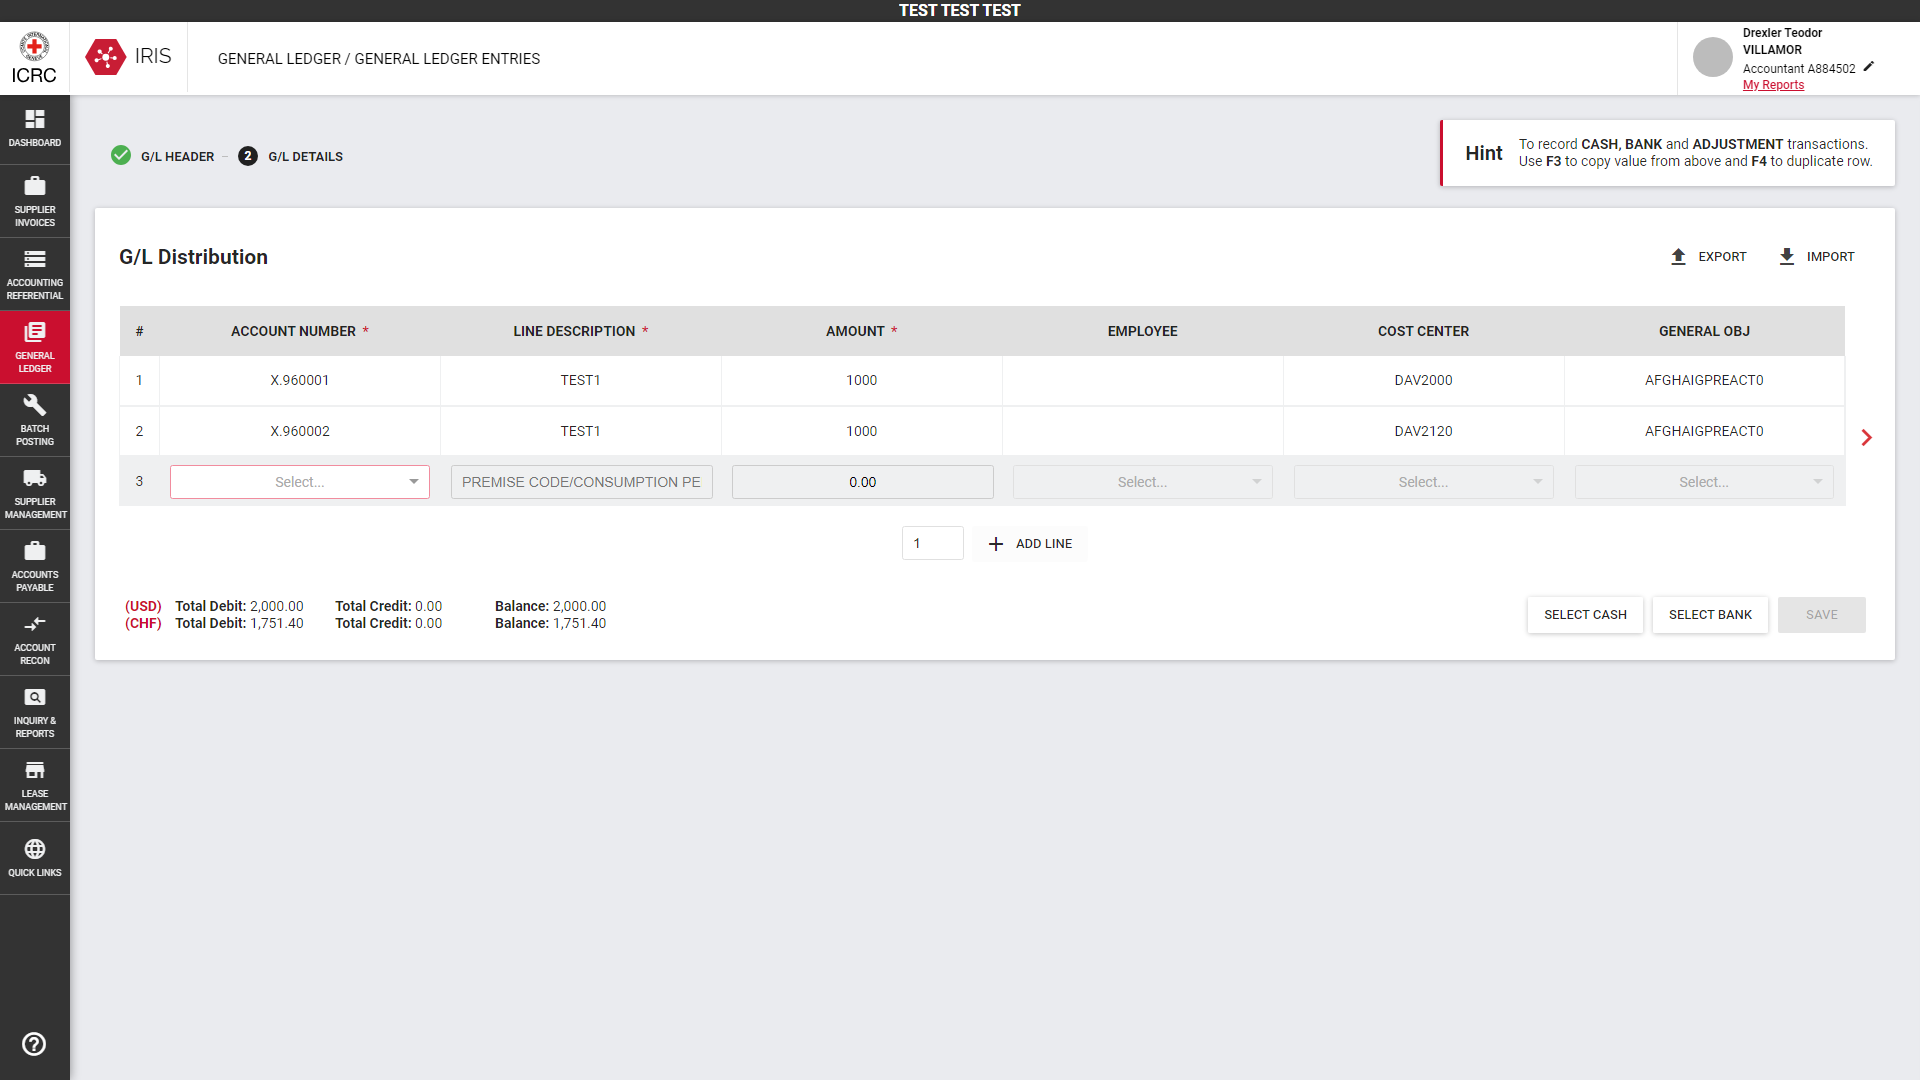 TEST TEST TEST
ICRC
IRIS
GENERAL LEDGER / GENERAL LEDGER ENTRIES
Drexler Teodor
VILLAMOR
Accountant A884502
My Reports
DASHBOARD
SUPPLIER
INVOICES
ACCOUNTING
REFERENTIAL
GENERAL
LEDGER
BATCH
POSTING
SUPPLIER
MANAGEMENT
ACCOUNTS
PAYABLE
ACCOUNT
RECON
INQUIRY &
REPORTS
LEASE
MANAGEMENT
QUICK LINKS
G/L HEADER – 2 G/L DETAILS
Hint
To record CASH, BANK and ADJUSTMENT transactions.
Use F3 to copy value from above and F4 to duplicate row.
G/L Distribution
EXPORT IMPORT
# ACCOUNT NUMBER * LINE DESCRIPTION * AMOUNT * EMPLOYEE COST CENTER GENERAL OBJ
1 X.960001 TEST1 1000 DAV2000 AFGHAIGPREACT0
2 X.960002 TEST1 1000 DAV2120 AFGHAIGPREACT0
3 Select... PREMISE CODE/CONSUMPTION PE 0.00 Select... Select... Select...
1 ADD LINE
(USD) Total Debit: 2,000.00 Total Credit: 0.00 Balance: 2,000.00
(CHF) Total Debit: 1,751.40 Total Credit: 0.00 Balance: 1,751.40
SELECT CASH SELECT BANK SAVE